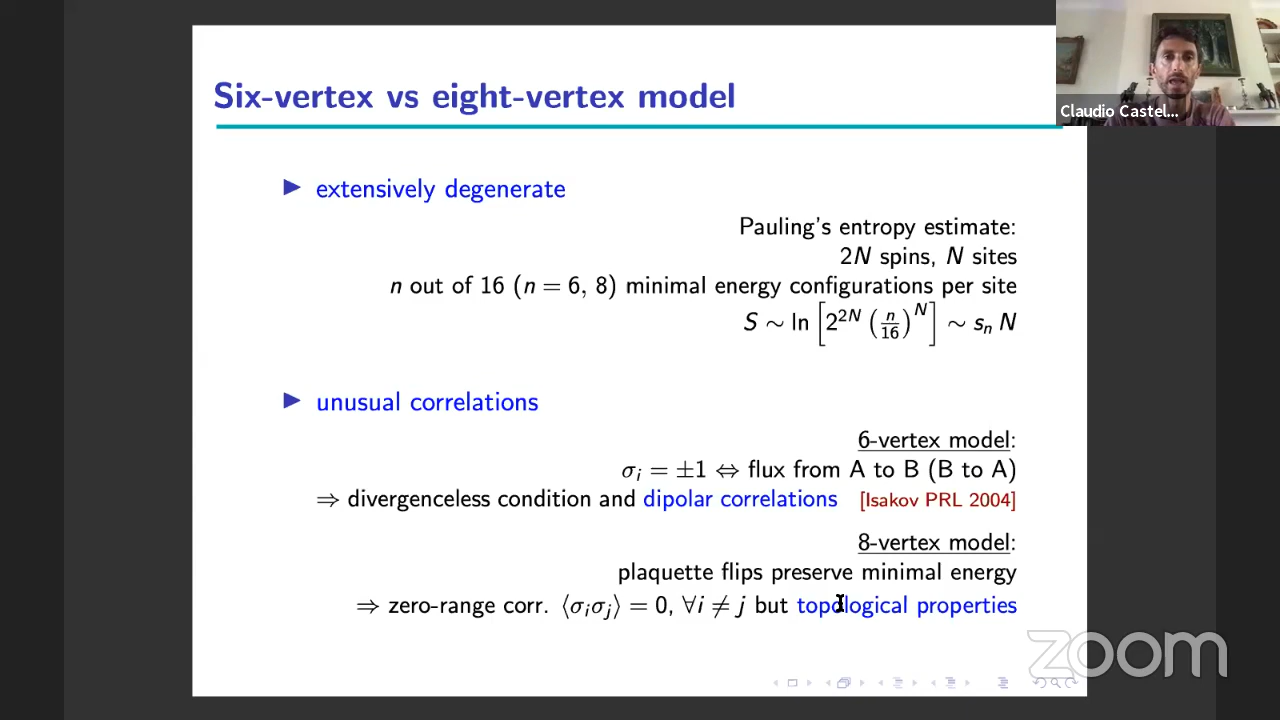 Six-vertex vs eight-vertex model
Claudio Castel...
▶ extensively degenerate
Pauling's entropy estimate:
2N spins, N sites
n out of 16 (n = 6, 8) minimal energy configurations per site
S ∼ ln [2^{2N} (n/16)^N] ∼ s_n N
▶ unusual correlations
6-vertex model:
σ_i = ±1 ⇔ flux from A to B (B to A)
⇒ divergenceless condition and dipolar correlations [Isakov PRL 2004]
8-vertex model:
plaquette flips preserve minimal energy
⇒ zero-range corr. ⟨σ_iσ_j⟩ = 0, ∀i ≠ j but topological properties
zoom